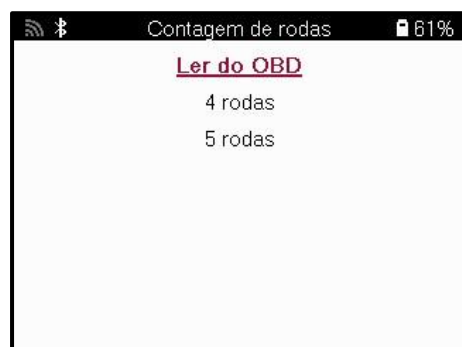 Contagem de rodas 61%
Ler do OBD
4 rodas
5 rodas